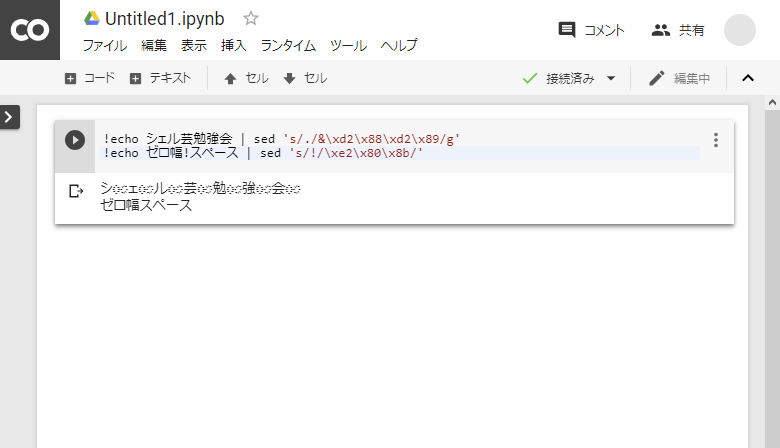 CO
Untitled1.ipynb
ファイル 編集 表示 挿入 ランタイム ツール ヘルプ
コメント 共有
コード テキスト セル セル 接続済み 編集中
!echo シェル芸勉強会 | sed 's/./&\xd2\x88\xd2\x89/g'
!echo ゼロ幅!スペース | sed 's/!/\xe2\x80\x8b/'
シ҈҉ェ҈҉ル҈҉芸҈҉勉҈҉強҈҉会҈҉
ゼロ幅​スペース